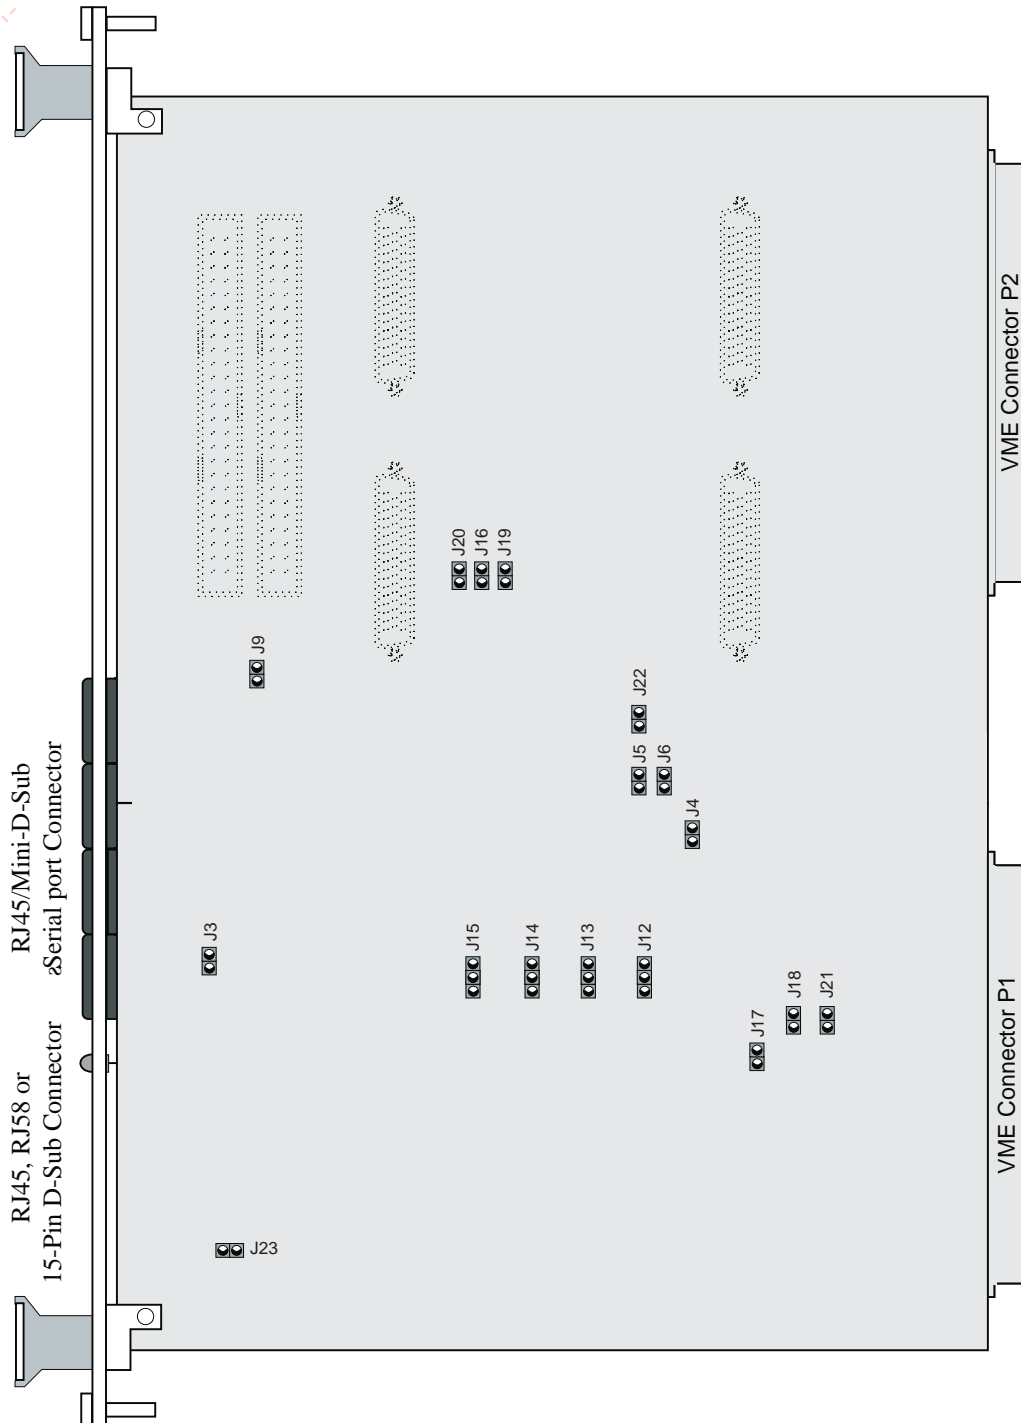 RJ45, RJ58 or
15-Pin D-Sub Connector
RJ45/Mini-D-Sub
aSerial port Connector
J23
J3
J9
J15
J14
J13
J12
J20
J16
J19
J22
J5
J6
J4
J17
J18
J21
VME Connector P1
VME Connector P2